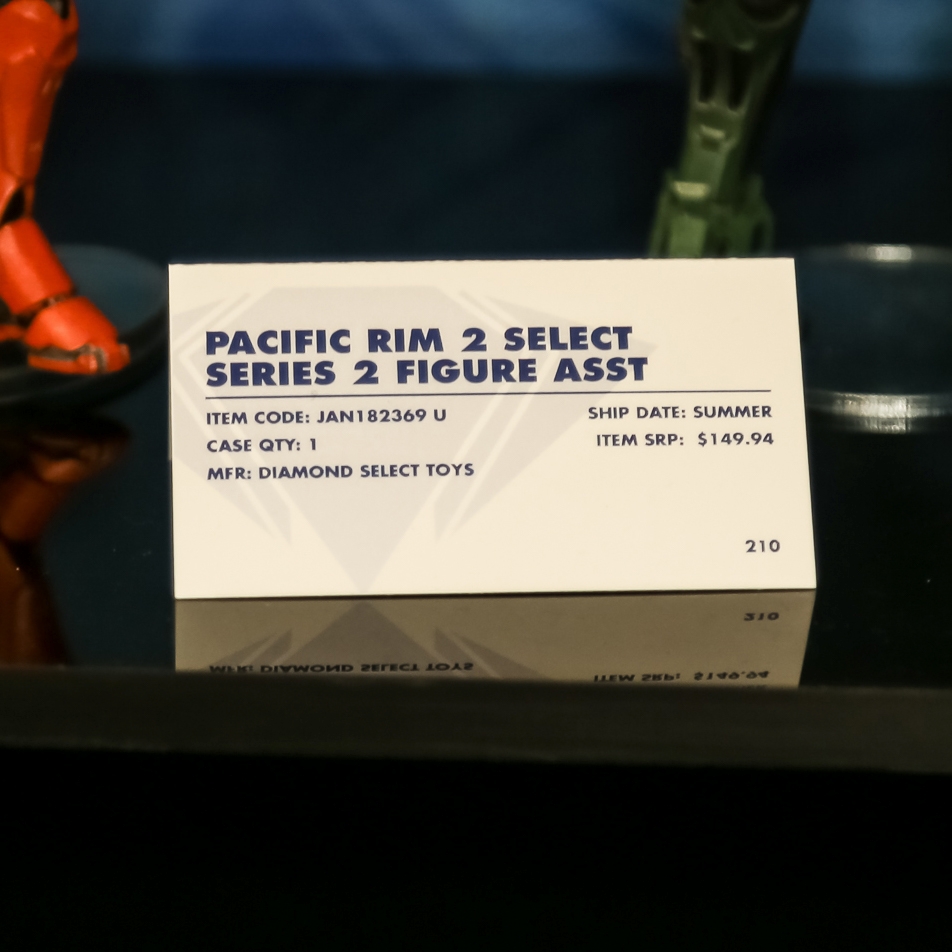 PACIFIC RIM 2 SELECT
SERIES 2 FIGURE ASST
ITEM CODE: JAN182369 U
SHIP DATE: SUMMER
CASE QTY: 1
ITEM SRP: $149.94
MFR: DIAMOND SELECT TOYS
210